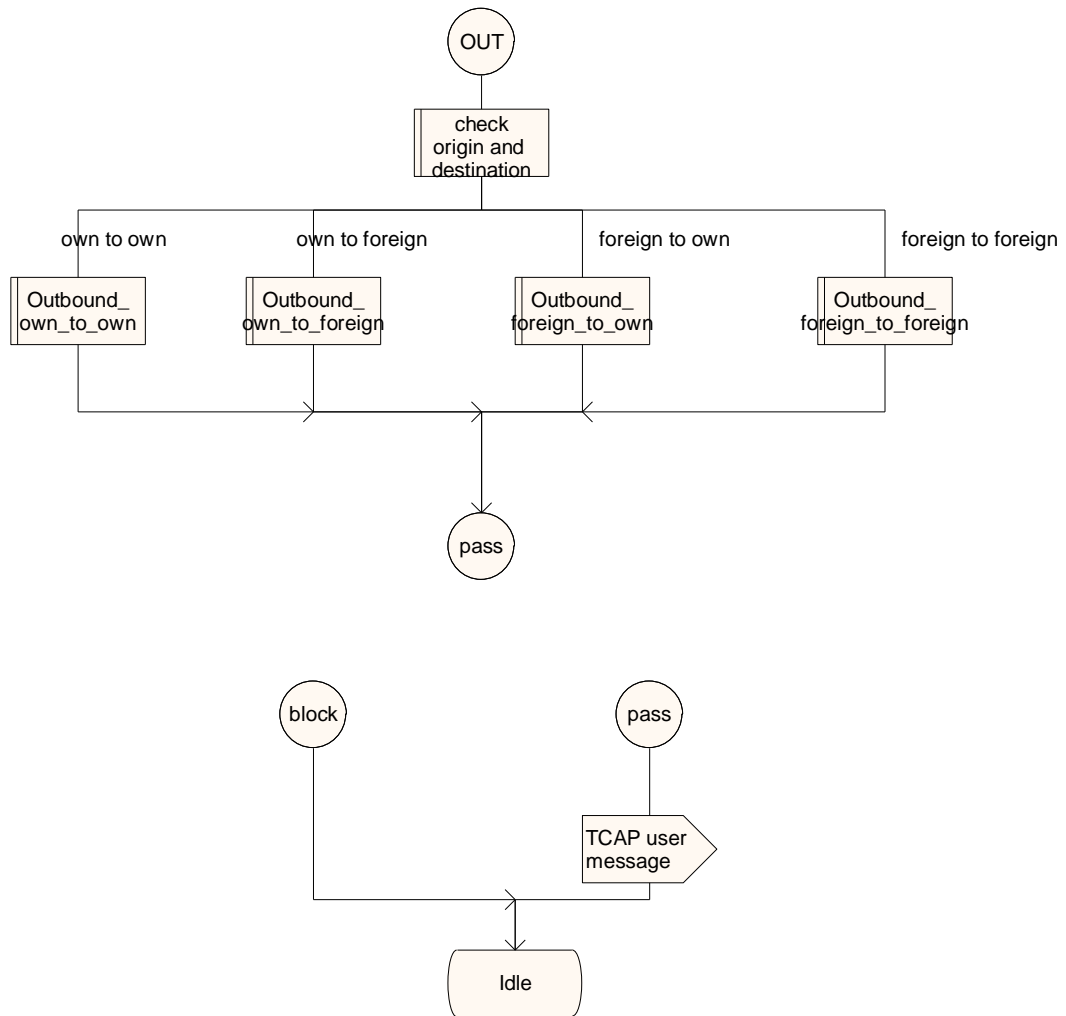 OUT
check
origin and
destination
own to own
own to foreign
foreign to own
foreign to foreign
Outbound_
own_to_own
Outbound_
own_to_foreign
Outbound_
foreign_to_own
Outbound_
foreign_to_foreign
pass
block
pass
TCAP user
message
Idle